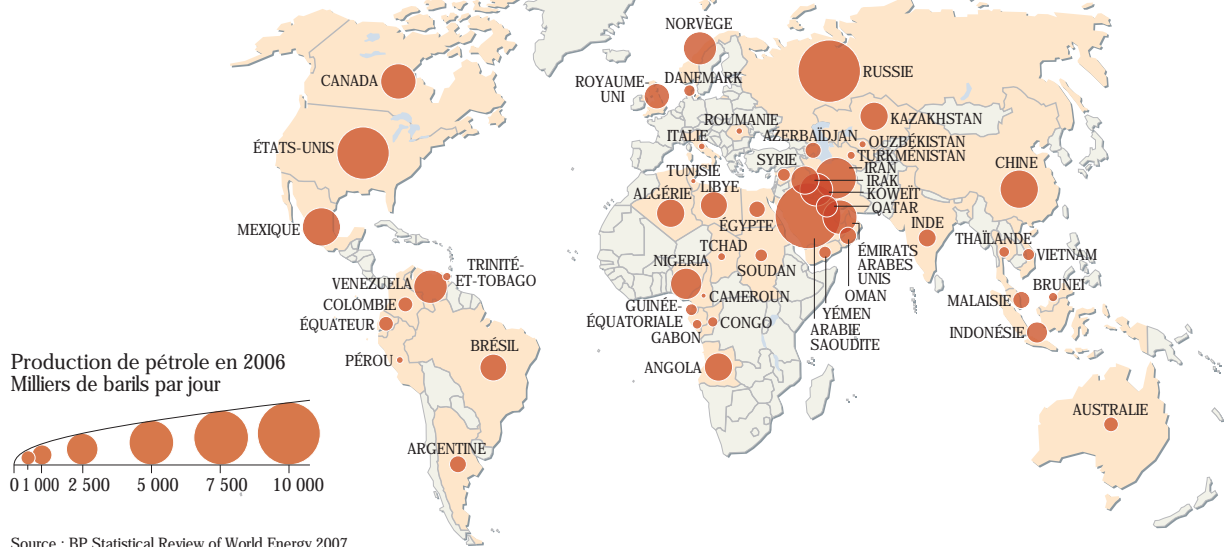 NORVÈGE
CANADA
ROYAUME-
UNI
DANEMARK
RUSSIE
ÉTATS-UNIS
ROUMANIE
ITALIE
AZERBAÏDJAN
KAZAKHSTAN
OUZBÉKISTAN
TURKMÉNISTAN
SYRIE
IRAN
IRAK
KOWEÏT
QATAR
CHINE
TUNISIE
ALGÉRIE
LIBYE
ÉGYPTE
MEXIQUE
INDE
THAÏLANDE
VIETNAM
TCHAD
NIGERIA
SOUDAN
ÉMIRATS
ARABES
UNIS
OMAN
TRINITÉ-
ET-TOBAGO
VENEZUELA
COLOMBIE
ÉQUATEUR
CAMEROUN
GUINÉE-
ÉQUATORIALE
CONGO
GABON
YÉMEN
ARABIE
SAOUDITE
BRUNEI
MALAISIE
INDONÉSIE
PÉROU
BRÉSIL
ANGOLA
AUSTRALIE
ARGENTINE
Production de pétrole en 2006
Milliers de barils par jour
0 1 000 2 500 5 000 7 500 10 000
Source : BP Statistical Review of World Energy 2007